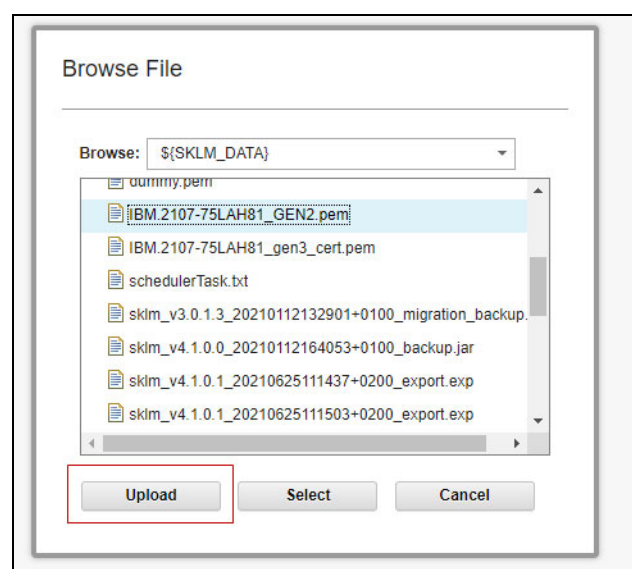 Browse File
Browse: ${SKLM_DATA}
dummy.pem
IBM.2107-75LAH81_GEN2.pem
IBM.2107-75LAH81_gen3_cert.pem
schedulerTask.txt
sklm_v3.0.1.3_20210112132901+0100_migration_backup.
sklm_v4.1.0.0_20210112164053+0100_backup.jar
sklm_v4.1.0.1_20210625111437+0200_export.exp
sklm_v4.1.0.1_20210625111503+0200_export.exp
Upload Select Cancel